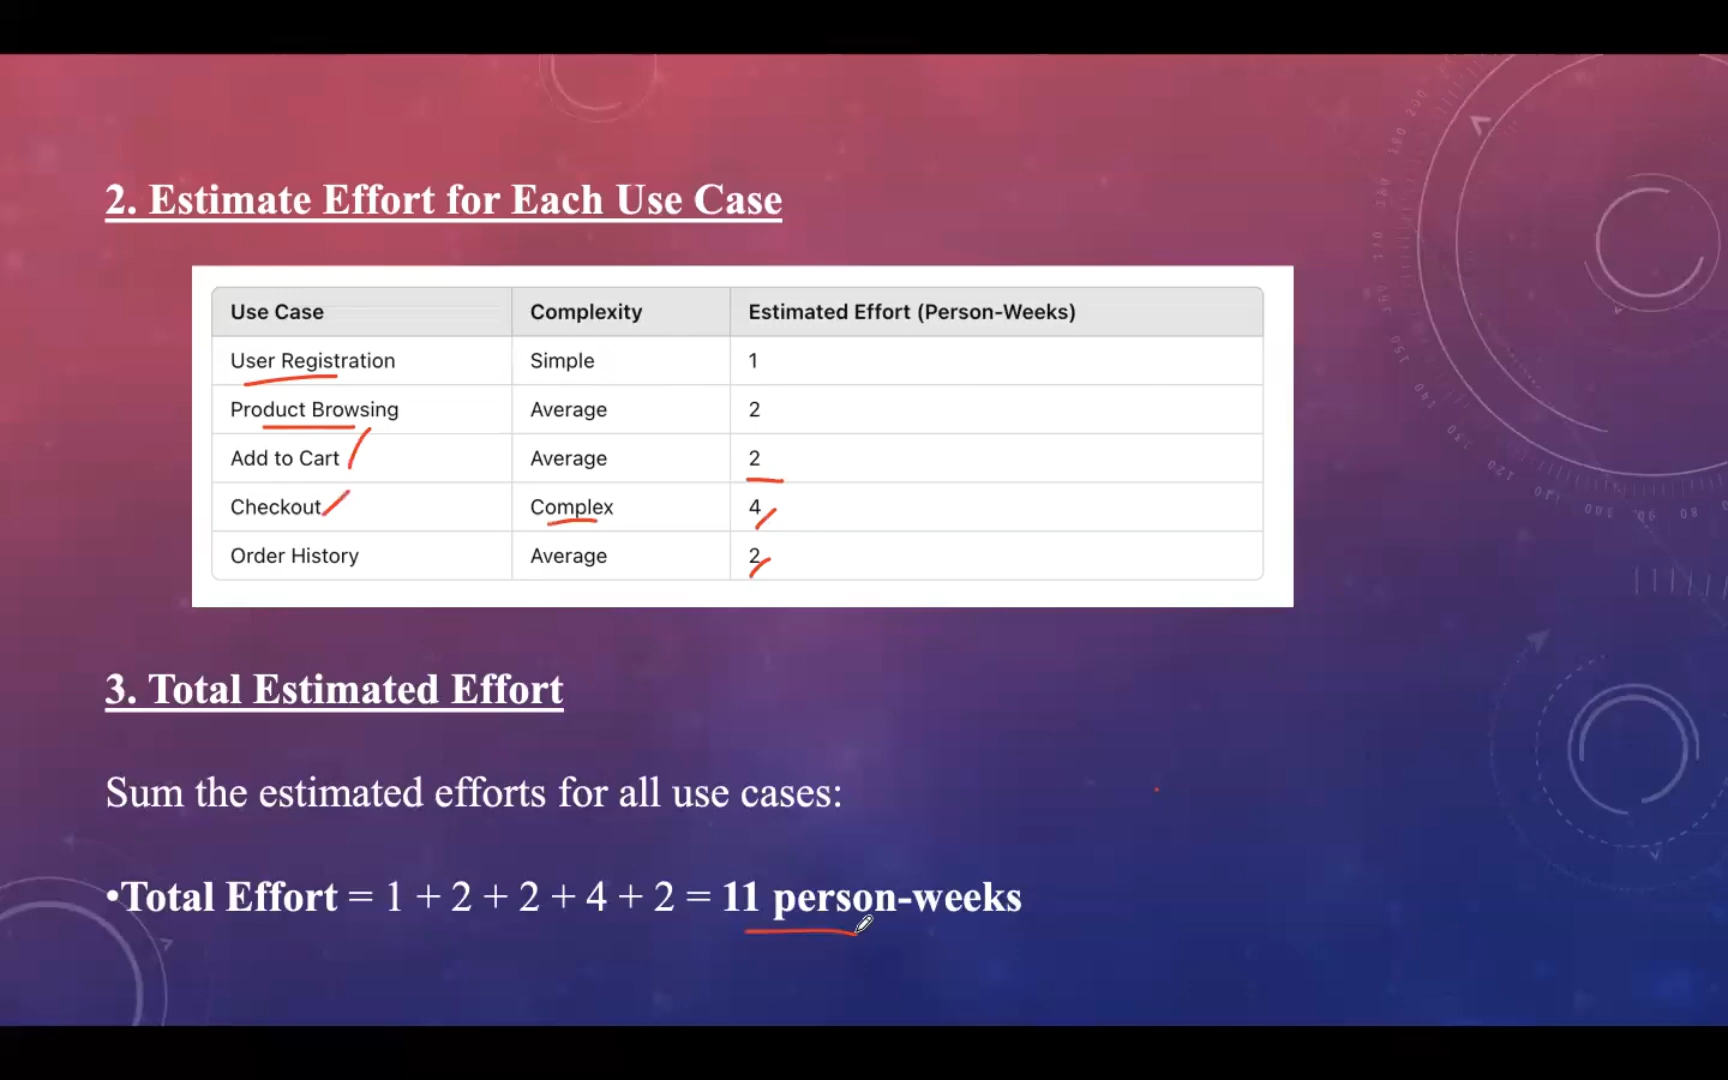 2. Estimate Effort for Each Use Case
Use Case Complexity Estimated Effort (Person-Weeks)
User Registration Simple 1
Product Browsing Average 2
Add to Cart Average 2
Checkout Complex 4
Order History Average 2
3. Total Estimated Effort
Sum the estimated efforts for all use cases:
•Total Effort = 1 + 2 + 2 + 4 + 2 = 11 person-weeks